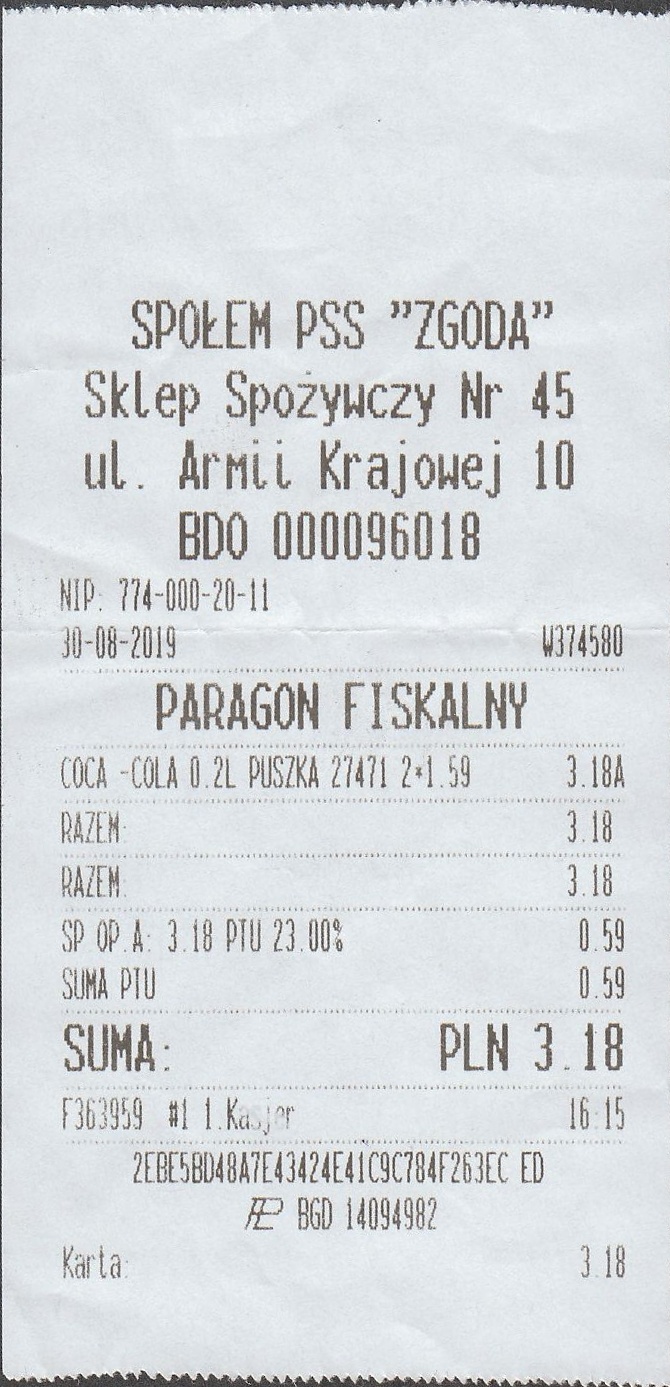 SPOŁEM PSS "ZGODA"
Sklep Spożywczy Nr 45
ul. Armii Krajowej 10
BDO 000096018
NIP: 774-000-20-11
30-08-2019 W374580
PARAGON FISKALNY
COCA -COLA 0.2L PUSZKA 27471 2*1.59 3.18A
RAZEM: 3.18
RAZEM: 3.18
SP OP.A: 3.18 PTU 23.00% 0.59
SUMA PTU 0.59
SUMA: PLN 3.18
F363959 #1 1.Kasjer 16:15
2EBE5BD48A7E43424E41C9C784F263EC ED
BGD 14094982
Karta: 3.18